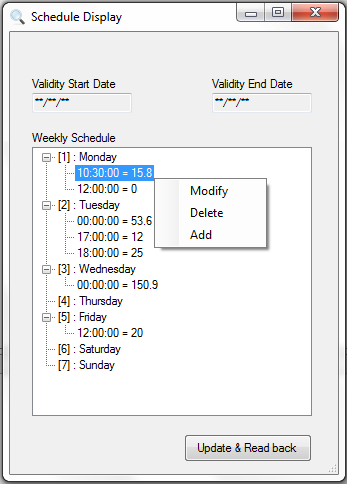 Schedule Display
Validity Start Date Validity End Date
**/**/** **/**/**
Weekly Schedule
[1] : Monday
10:30:00 = 15.8
12:00:00 = 0
Modify
[2] : Tuesday
Delete
00:00:00 = 53.6
17:00:00 = 12
Add
18:00:00 = 25
[3] : Wednesday
00:00:00 = 150.9
[4] : Thursday
[5] : Friday
12:00:00 = 20
[6] : Saturday
[7] : Sunday
Update & Read back